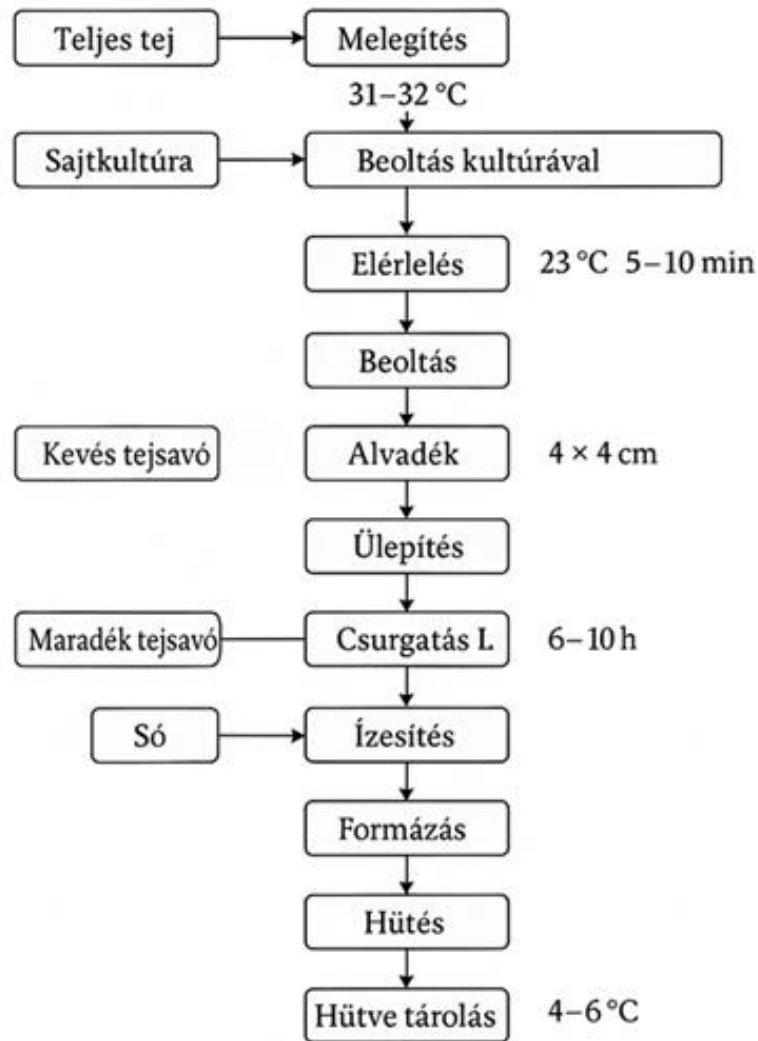 Teljes tej
Melegítés
31–32 °C
Sajtkultúra
Beoltás kultúrával
Elérlelés
23 °C 5–10 min
Beoltás
Kevés tejsavó
Alvadék
4 × 4 cm
Ülepítés
Maradék tejsavó
Csurgatás L
6–10 h
Só
Ízesítés
Formázás
Hütés
Hütve tárolás
4–6 °C